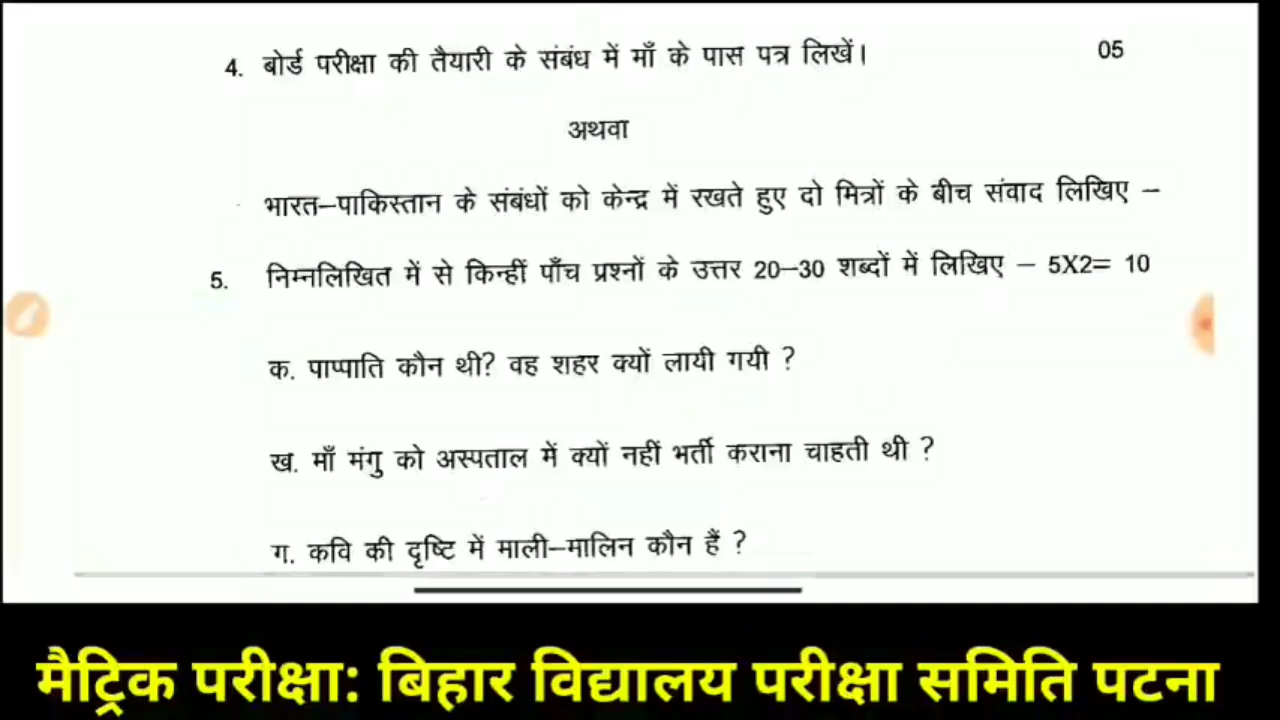 4. बोर्ड परीक्षा की तैयारी के संबंध में माँ के पास पत्र लिखें। 05
अथवा
भारत–पाकिस्तान के संबंधों को केन्द्र में रखते हुए दो मित्रों के बीच संवाद लिखिए –
5. निम्नलिखित में से किन्हीं पाँच प्रश्नों के उत्तर 20–30 शब्दों में लिखिए – 5X2= 10
क. पाप्पाति कौन थी? वह शहर क्यों लायी गयी ?
ख. माँ मंगु को अस्पताल में क्यों नहीं भर्ती कराना चाहती थी ?
ग. कवि की दृष्टि में माली–मालिन कौन हैं ?
मैट्रिक परीक्षा: बिहार विद्यालय परीक्षा समिति पटना